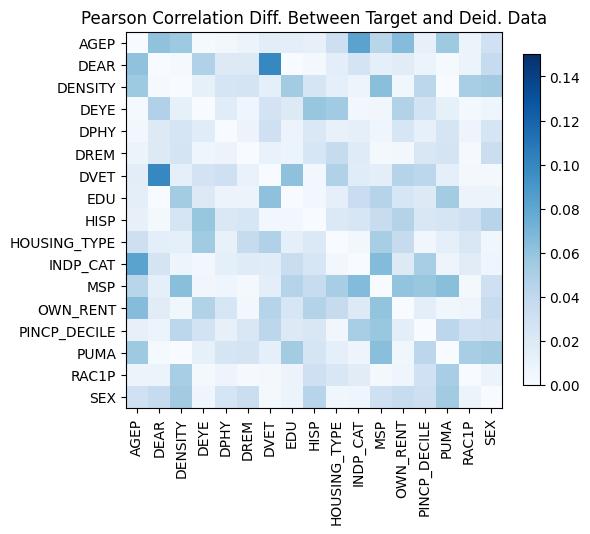 Pearson Correlation Diff. Between Target and Deid. Data
AGEP
DEAR
DENSITY
DEYE
DPHY
DREM
DVET
EDU
HISP
HOUSING_TYPE
INDP_CAT
MSP
OWN_RENT
PINCP_DECILE
PUMA
RAC1P
SEX
AGEP
DEAR
DENSITY
DEYE
DPHY
DREM
DVET
EDU
HISP
HOUSING_TYPE
INDP_CAT
MSP
OWN_RENT
PINCP_DECILE
PUMA
RAC1P
SEX
0.14
0.12
0.10
0.08
0.06
0.04
0.02
0.00